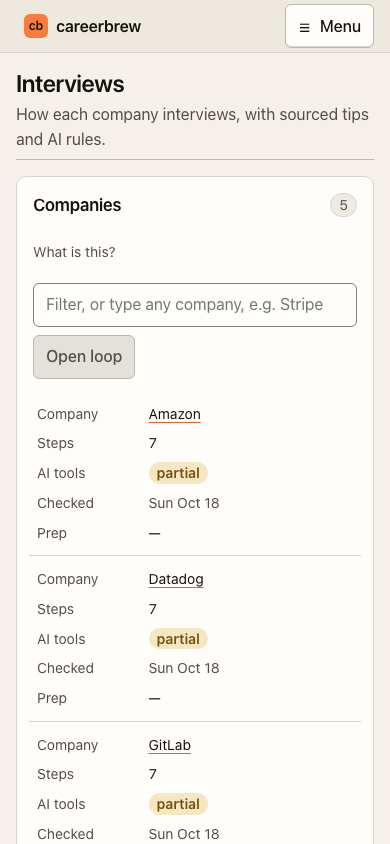 cb careerbrew
≡ Menu
Interviews
How each company interviews, with sourced tips
and AI rules.
Companies 5
What is this?
Filter, or type any company, e.g. Stripe
Open loop
Company Amazon
Steps 7
AI tools partial
Checked Sun Oct 18
Prep —
Company Datadog
Steps 7
AI tools partial
Checked Sun Oct 18
Prep —
Company GitLab
Steps 7
AI tools partial
Checked Sun Oct 18